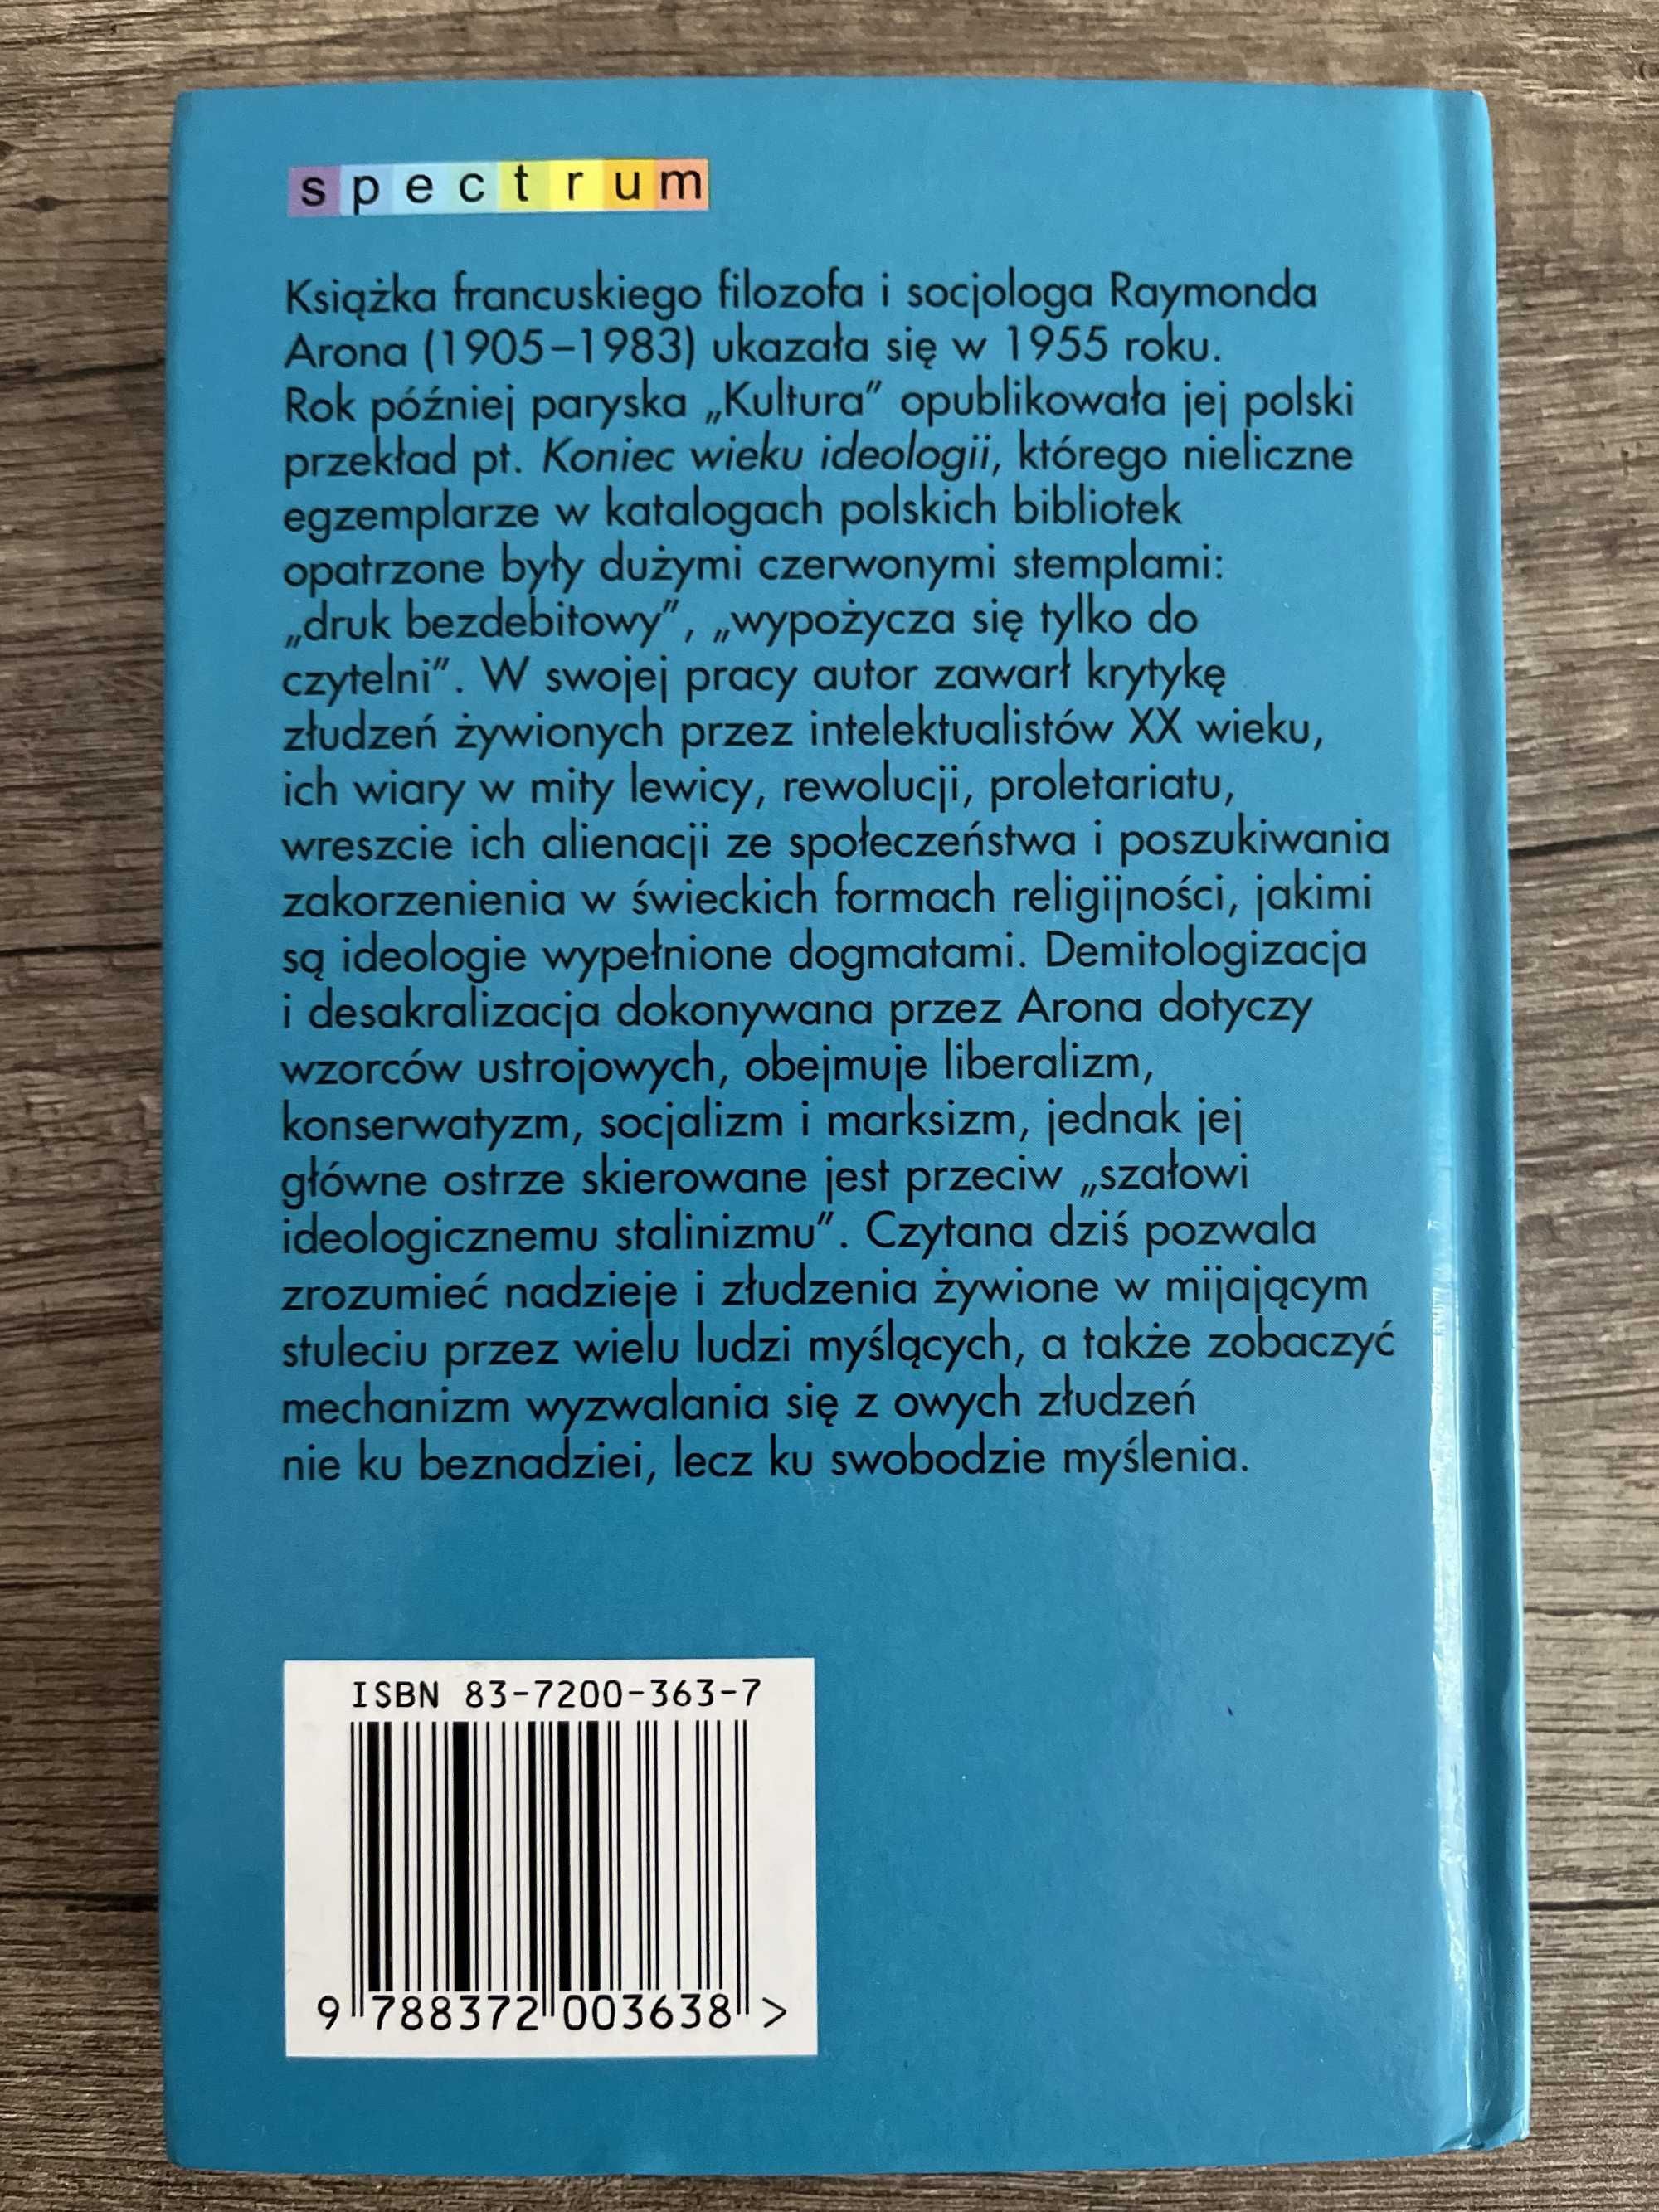 spectrum
Książka francuskiego filozofa i socjologa Raymonda
Arona (1905–1983) ukazała się w 1955 roku.
Rok później paryska „Kultura” opublikowała jej polski
przekład pt. Koniec wieku ideologii, którego nieliczne
egzemplarze w katalogach polskich bibliotek
opatrzone były dużymi czerwonymi stemplami:
„druk bezdebitowy”, „wypożycza się tylko do
czytelni”. W swojej pracy autor zawarł krytykę
złudzeń żywionych przez intelektualistów XX wieku,
ich wiary w mity lewicy, rewolucji, proletariatu,
wreszcie ich alienacji ze społeczeństwa i poszukiwania
zakorzenienia w świeckich formach religijności, jakimi
są ideologie wypełnione dogmatami. Demitologizacja
i desakralizacja dokonywana przez Arona dotyczy
wzorców ustrojowych, obejmuje liberalizm,
konserwatyzm, socjalizm i marksizm, jednak jej
główne ostrze skierowane jest przeciw „szałowi
ideologicznemu stalinizmu”. Czytana dziś pozwala
zrozumieć nadzieje i złudzenia żywione w mijającym
stuleciu przez wielu ludzi myślących, a także zobaczyć
mechanizm wyzwalania się z owych złudzeń
nie ku beznadziei, lecz ku swobodzie myślenia.
ISBN 83-7200-363-7
9 788372 003638 >